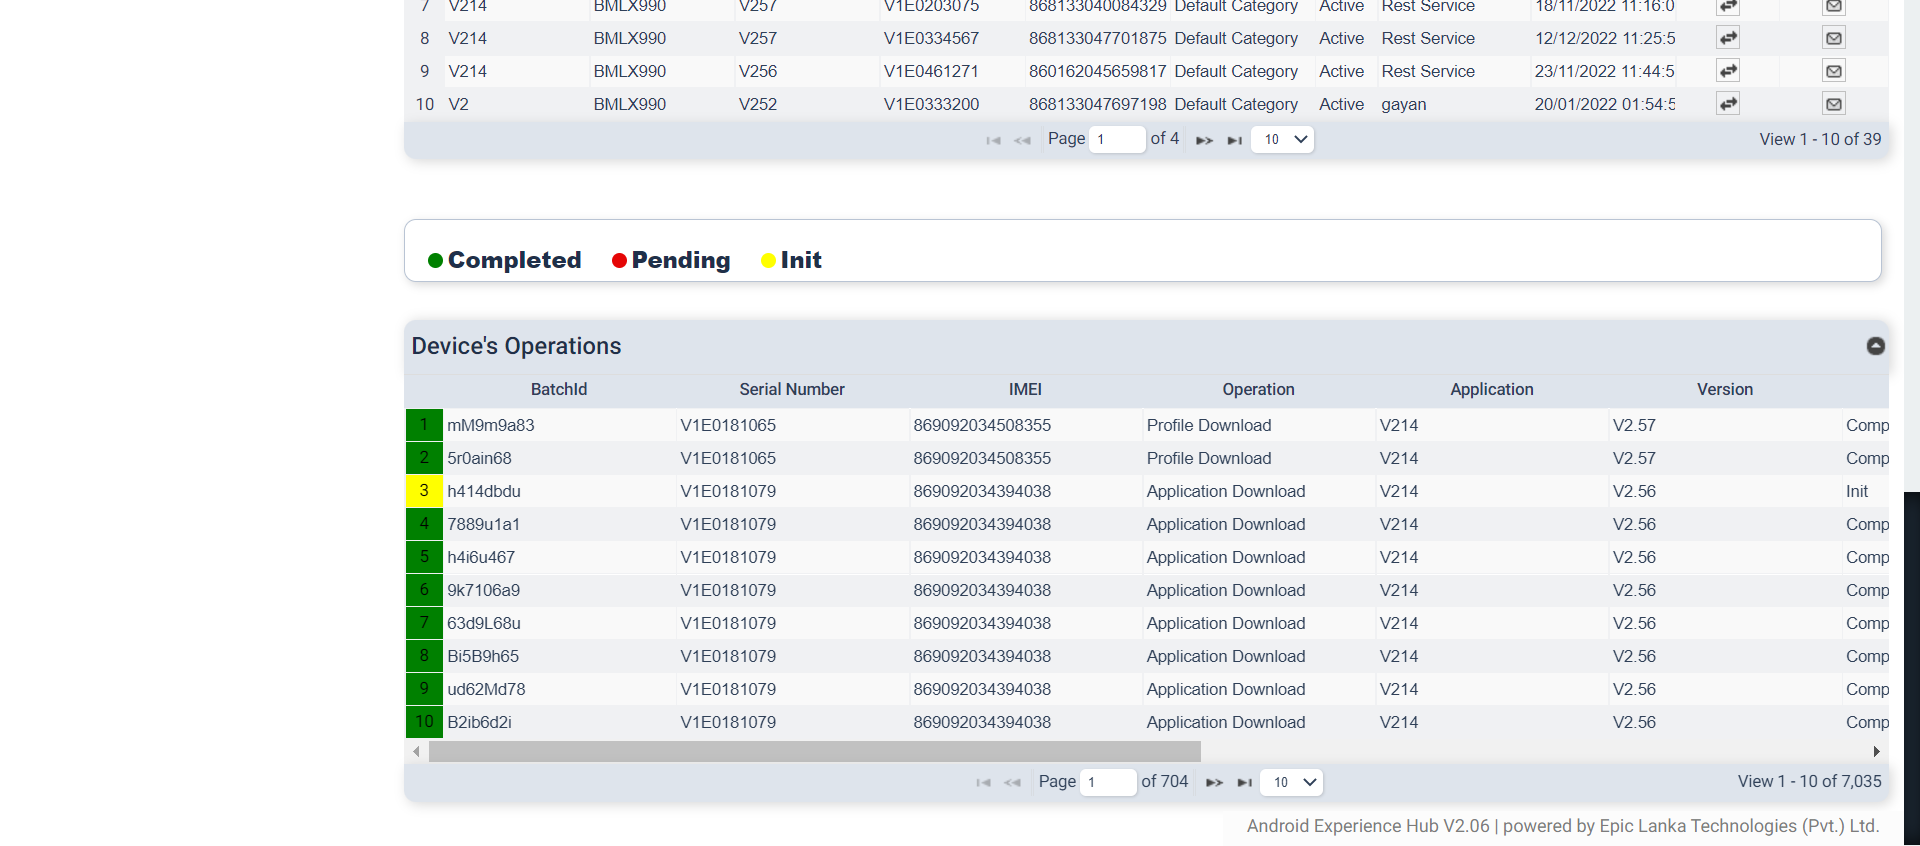 7 V214 BMLX990 V257 V1E0203075 868133040084329 Default Category Active Rest Service 18/11/2022 11:16:0
8 V214 BMLX990 V257 V1E0334567 868133047701875 Default Category Active Rest Service 12/12/2022 11:25:5
9 V214 BMLX990 V256 V1E0461271 860162045659817 Default Category Active Rest Service 23/11/2022 11:44:5
10 V2 BMLX990 V252 V1E0333200 868133047697198 Default Category Active gayan 20/01/2022 01:54:5
Page 1 of 4 10 View 1 - 10 of 39
Completed Pending Init
Device's Operations
BatchId Serial Number IMEI Operation Application Version
1 mM9m9a83 V1E0181065 869092034508355 Profile Download V214 V2.57 Comp
2 5r0ain68 V1E0181065 869092034508355 Profile Download V214 V2.57 Comp
3 h414dbdu V1E0181079 869092034394038 Application Download V214 V2.56 Init
4 7889u1a1 V1E0181079 869092034394038 Application Download V214 V2.56 Comp
5 h4i6u467 V1E0181079 869092034394038 Application Download V214 V2.56 Comp
6 9k7106a9 V1E0181079 869092034394038 Application Download V214 V2.56 Comp
7 63d9L68u V1E0181079 869092034394038 Application Download V214 V2.56 Comp
8 Bi5B9h65 V1E0181079 869092034394038 Application Download V214 V2.56 Comp
9 ud62Md78 V1E0181079 869092034394038 Application Download V214 V2.56 Comp
10 B2ib6d2i V1E0181079 869092034394038 Application Download V214 V2.56 Comp
Page 1 of 704 10 View 1 - 10 of 7,035
Android Experience Hub V2.06 | powered by Epic Lanka Technologies (Pvt.) Ltd.